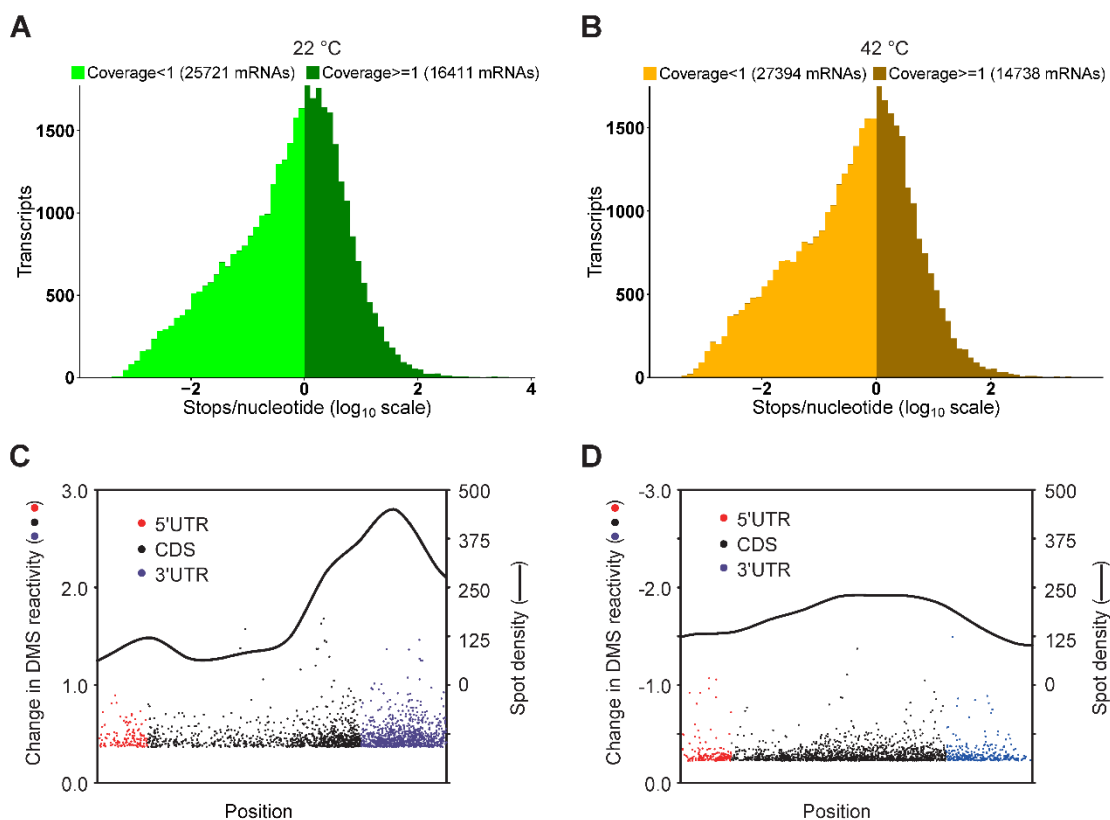 A
22 °C
Coverage<1 (25721 mRNAs) Coverage>=1 (16411 mRNAs)
1500
1000
500
0
Transcripts
−2 0 2 4
Stops/nucleotide (log10 scale)
B
42 °C
Coverage<1 (27394 mRNAs) Coverage>=1 (14738 mRNAs)
1500
1000
500
0
Transcripts
−2 0 2
Stops/nucleotide (log10 scale)
C
3.0
2.0
1.0
0.0
Change in DMS reactivity ( )
5'UTR
CDS
3'UTR
500
375
250
125
0
Spot density ( )
Position
D
-3.0
-2.0
-1.0
-0.0
Change in DMS reactivity ( )
5'UTR
CDS
3'UTR
500
375
250
125
0
Spot density ( )
Position